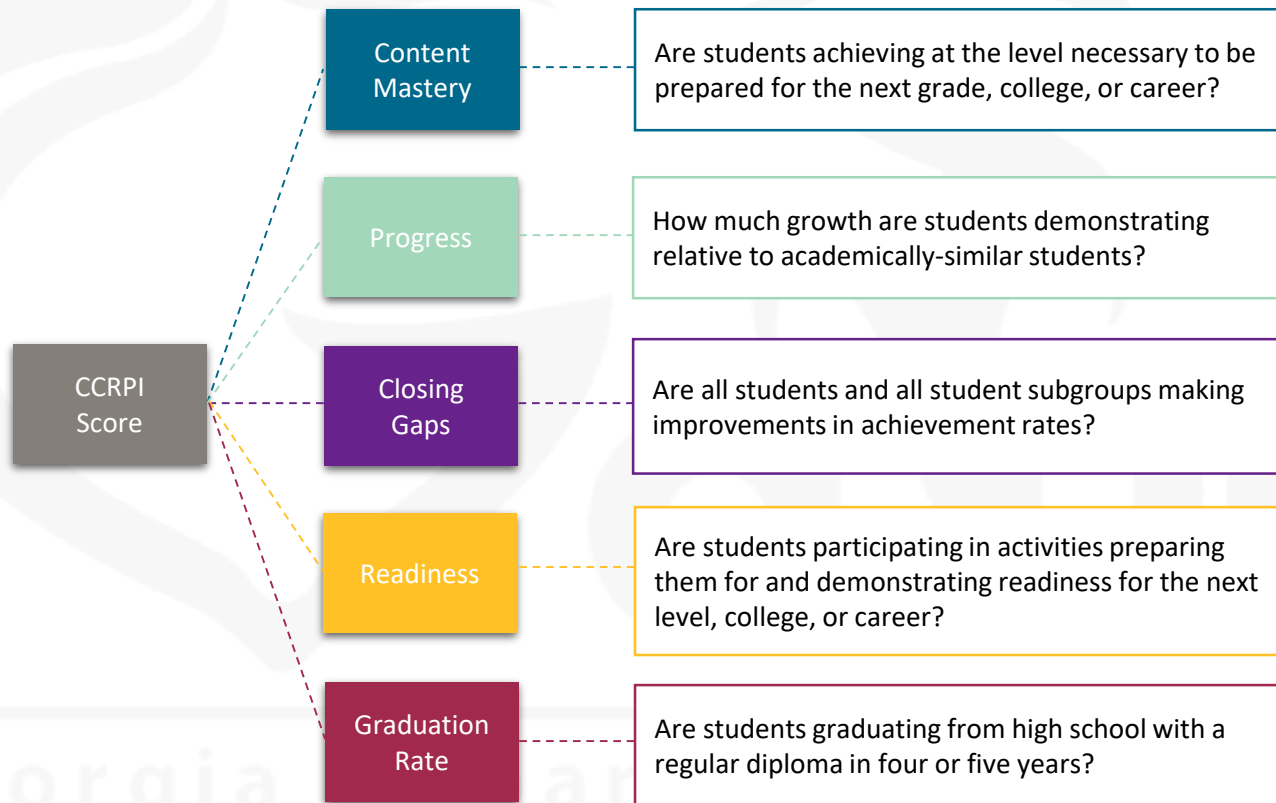 Content
Mastery
Are students achieving at the level necessary to be
prepared for the next grade, college, or career?
Progress
How much growth are students demonstrating
relative to academically-similar students?
CCRPI
Score
Closing
Gaps
Are all students and all student subgroups making
improvements in achievement rates?
Readiness
Are students participating in activities preparing
them for and demonstrating readiness for the next
level, college, or career?
Graduation
Rate
Are students graduating from high school with a
regular diploma in four or five years?